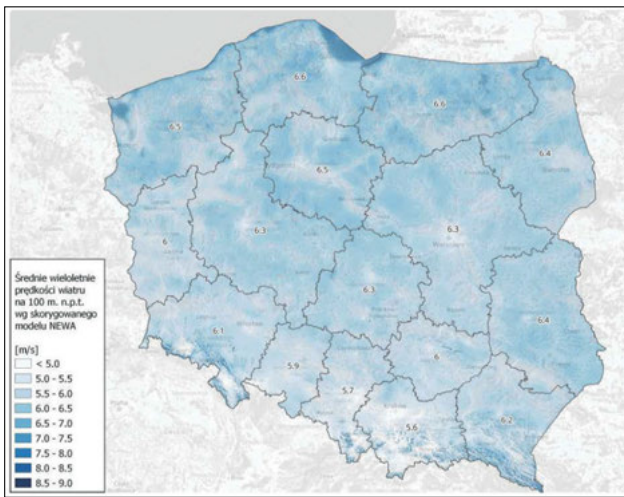 6.6
6.6
6.5
6.4
6.5
6
6.3
6.3
6.3
6.4
6.1
5.9
5.7
6
5.6
6.2
Warszawa
Średnie wieloletnie
prędkości wiatru
na 100 m. n.p.t.
wg skorygowanego
modelu NEWA
[m/s]
< 5.0
5.0 - 5.5
5.5 - 6.0
6.0 - 6.5
6.5 - 7.0
7.0 - 7.5
7.5 - 8.0
8.0 - 8.5
8.5 - 9.0